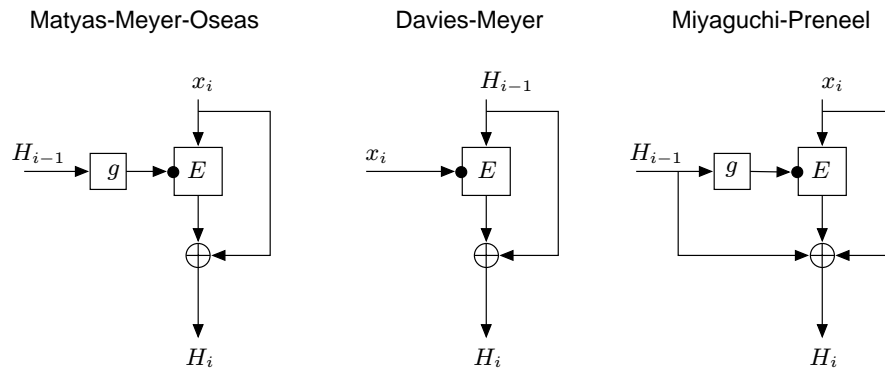 Matyas-Meyer-Oseas
Davies-Meyer
Miyaguchi-Preneel
x_i
H_{i−1}
g
E
H_i
H_{i−1}
x_i
E
H_i
x_i
H_{i−1}
g
E
H_i